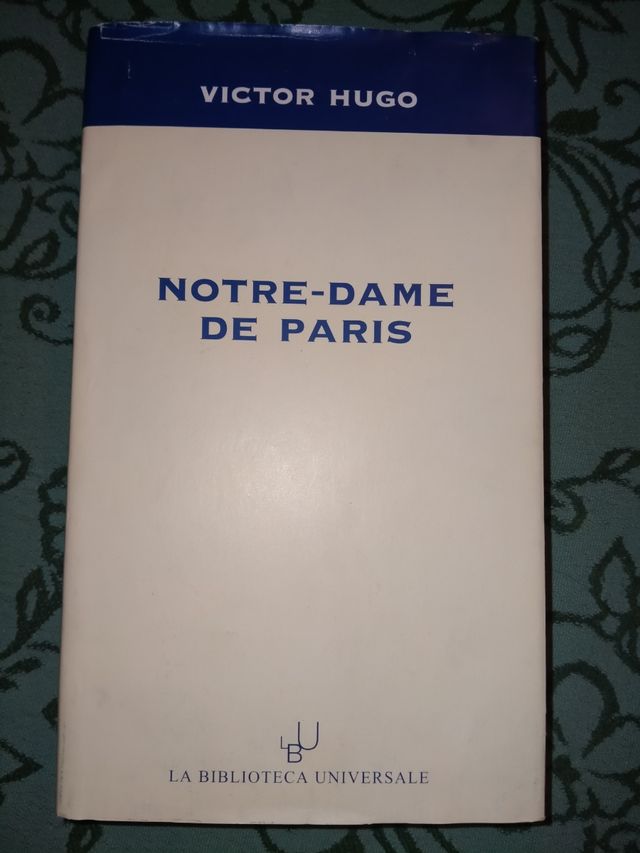 VICTOR HUGO
NOTRE-DAME
DE PARIS
LBU
LA BIBLIOTECA UNIVERSALE